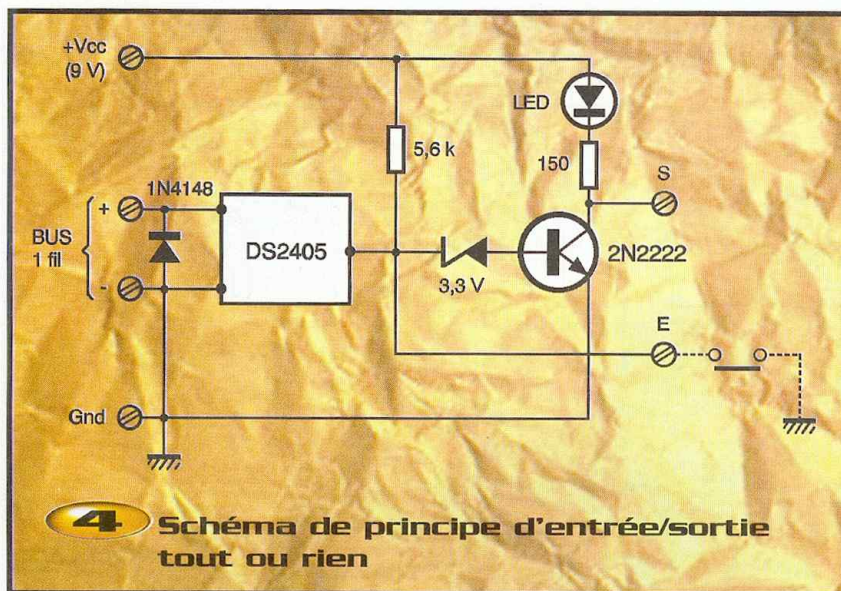 +Vcc
(9 V)
LED
5,6 k
150
S
1N4148
+
BUS
1 fil
-
DS2405
3,3 V
2N2222
E
Gnd
4 Schéma de principe d'entrée/sortie
tout ou rien